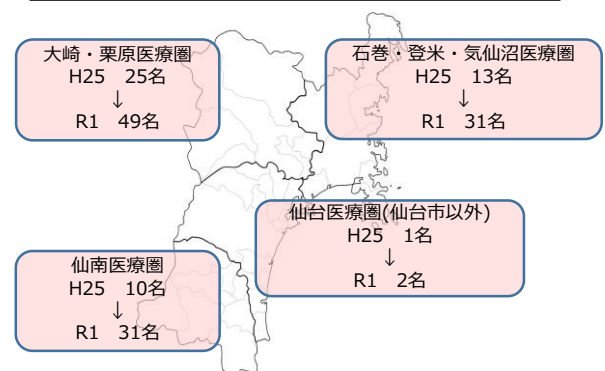 大崎・栗原医療圏
H25　25名
↓
R1　49名
石巻・登米・気仙沼医療圏
H25　13名
↓
R1　31名
仙台医療圏(仙台市以外)
H25　1名
↓
R1　2名
仙南医療圏
H25　10名
↓
R1　31名